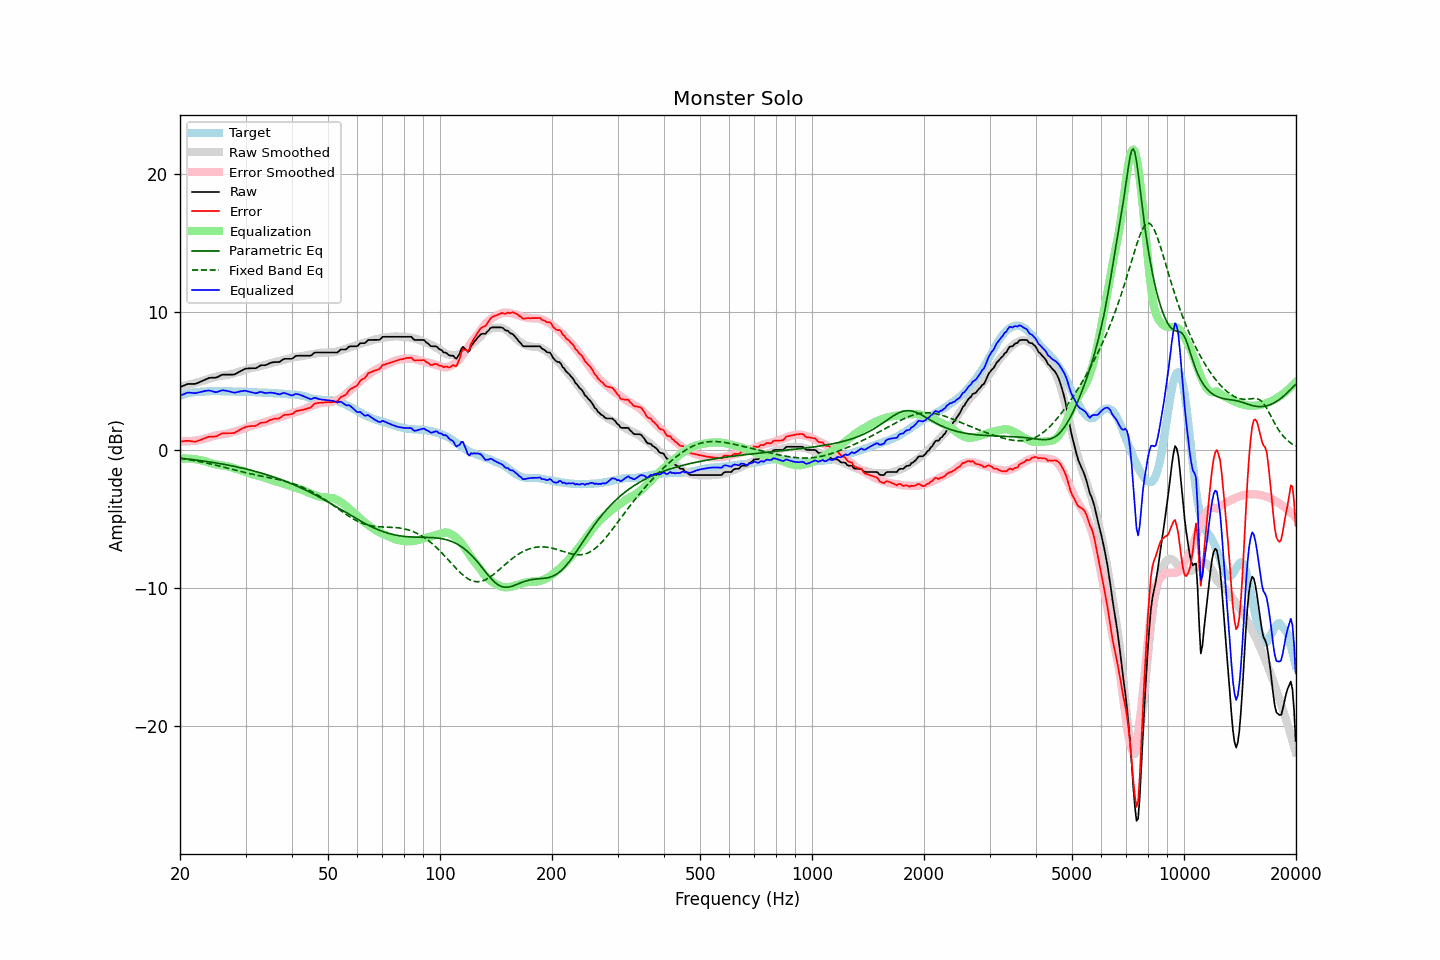 Monster Solo
Target
Raw Smoothed
Error Smoothed
Raw
Error
Equalization
Parametric Eq
Fixed Band Eq
Equalized
20
10
0
−10
−20
Amplitude (dBr)
20 50 100 200 500 1000 2000 5000 10000 20000
Frequency (Hz)